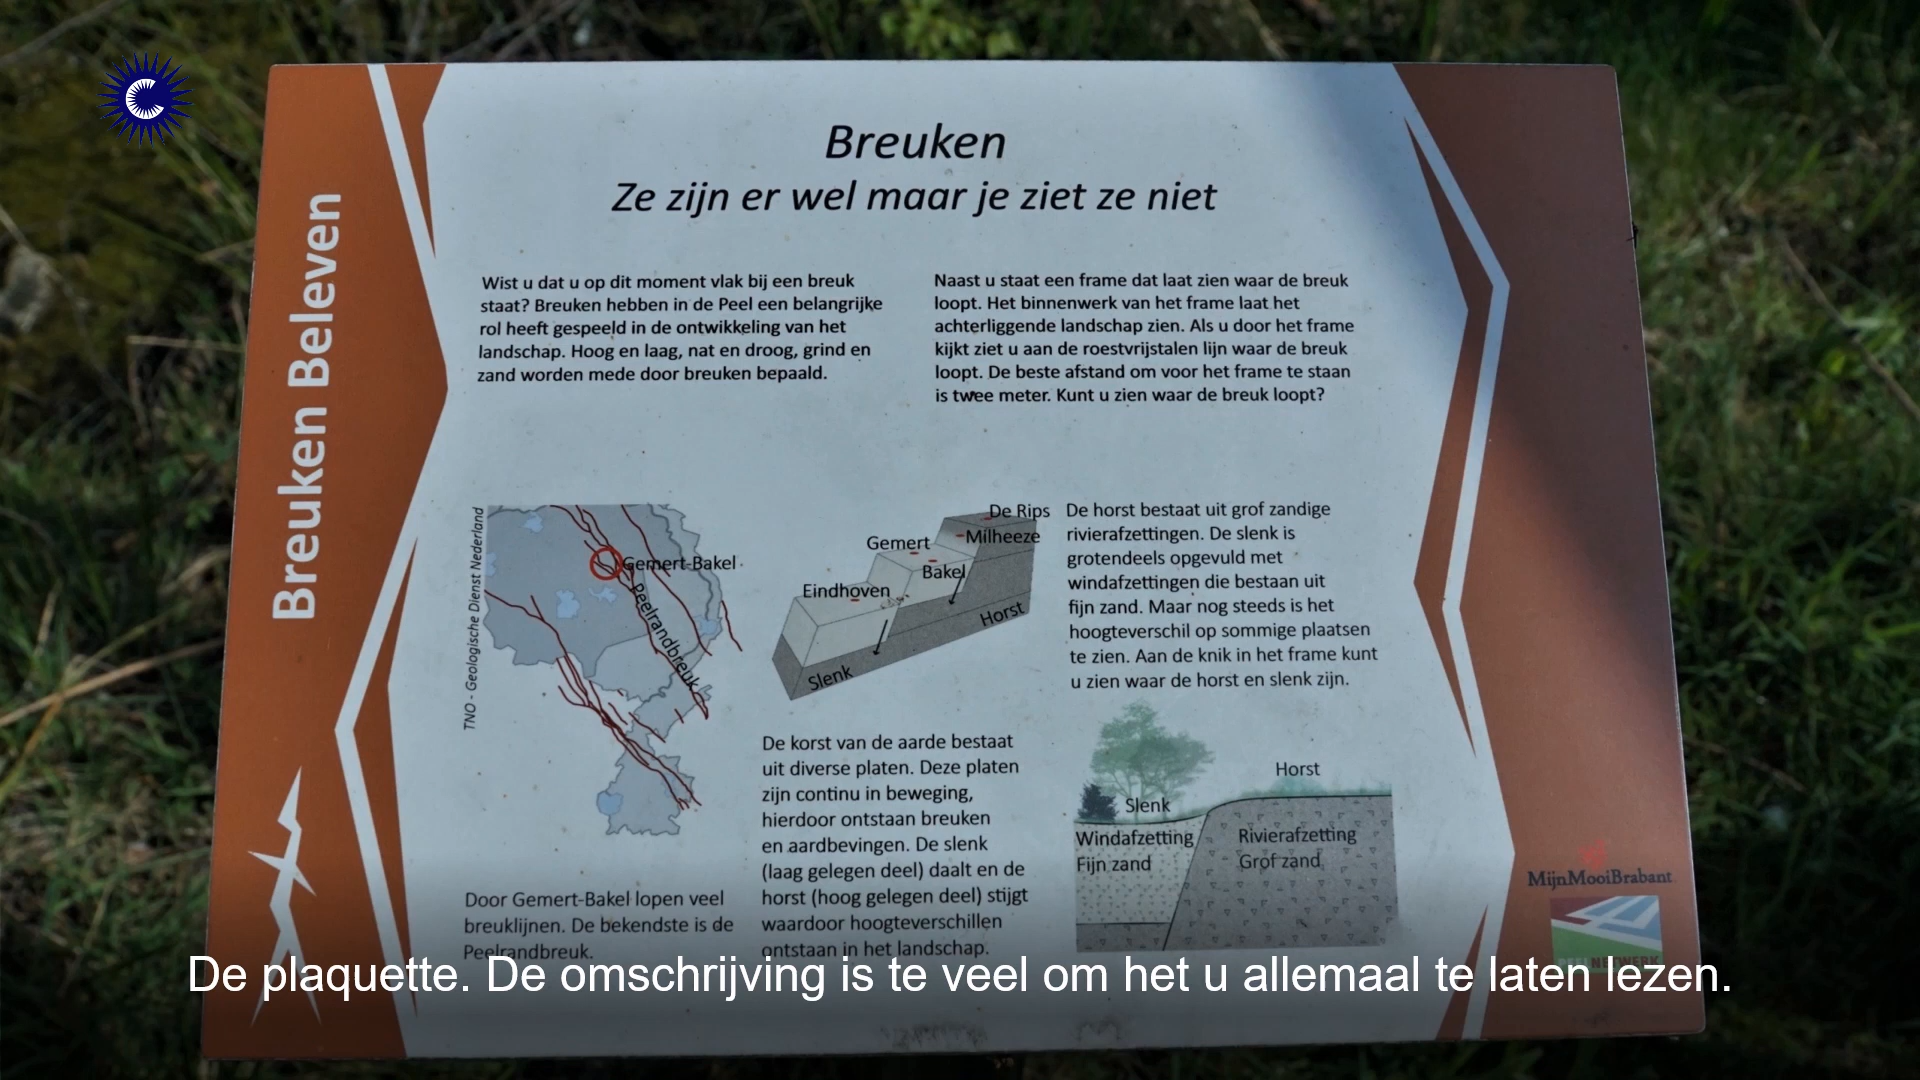 Breuken
Ze zijn er wel maar je ziet ze niet
Breuken Beleven
Wist u dat u op dit moment vlak bij een breuk
staat? Breuken hebben in de Peel een belangrijke
rol heeft gespeeld in de ontwikkeling van het
landschap. Hoog en laag, nat en droog, grind en
zand worden mede door breuken bepaald.
Naast u staat een frame dat laat zien waar de breuk
loopt. Het binnenwerk van het frame laat het
achterliggende landschap zien. Als u door het frame
kijkt ziet u aan de roestvrijstalen lijn waar de breuk
loopt. De beste afstand om voor het frame te staan
is twee meter. Kunt u zien waar de breuk loopt?
TNO - Geologische Dienst Nederland
Gemert-Bakel
Peelrandbreuk
Door Gemert-Bakel lopen veel
breuklijnen. De bekendste is de
Peelrandbreuk.
De Rips
Milheeze
Gemert
Bakel
Eindhoven
Horst
Slenk
De korst van de aarde bestaat
uit diverse platen. Deze platen
zijn continu in beweging,
hierdoor ontstaan breuken
en aardbevingen. De slenk
(laag gelegen deel) daalt en de
horst (hoog gelegen deel) stijgt
waardoor hoogteverschillen
ontstaan in het landschap.
De horst bestaat uit grof zandige
rivierafzettingen. De slenk is
grotendeels opgevuld met
windafzettingen die bestaan uit
fijn zand. Maar nog steeds is het
hoogteverschil op sommige plaatsen
te zien. Aan de knik in het frame kunt
u zien waar de horst en slenk zijn.
Horst
Slenk
Windafzetting
Fijn zand
Rivierafzetting
Grof zand
MijnMooiBrabant
PEELNETWERK
De plaquette. De omschrijving is te veel om het u allemaal te laten lezen.